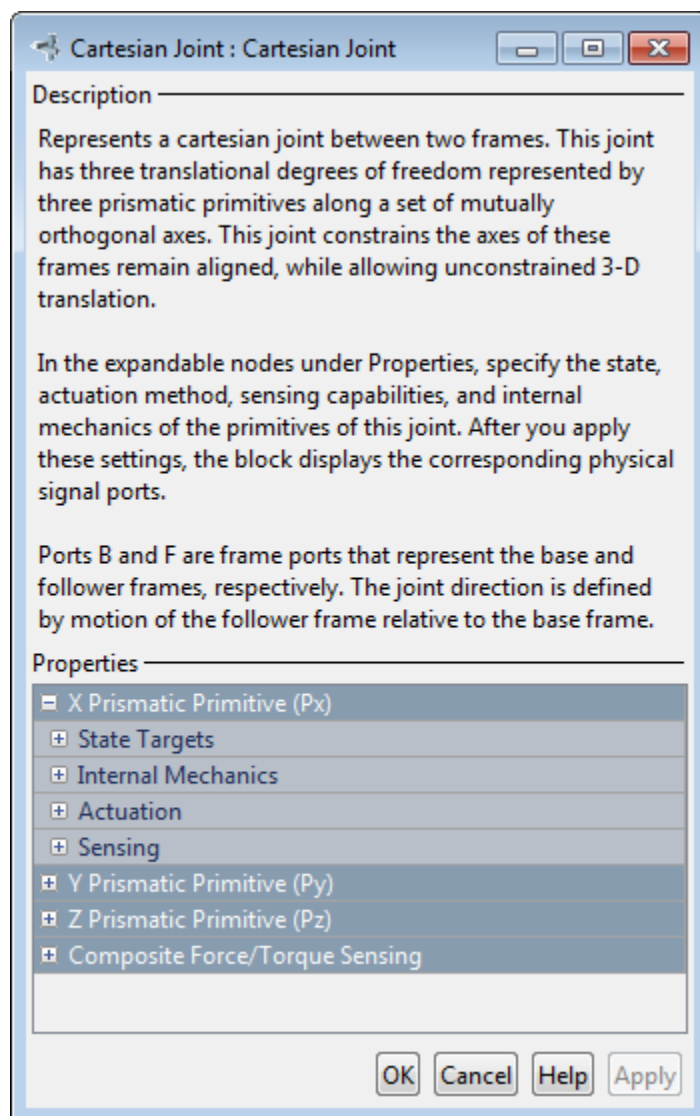 Cartesian Joint : Cartesian Joint
Description
Represents a cartesian joint between two frames. This joint
has three translational degrees of freedom represented by
three prismatic primitives along a set of mutually
orthogonal axes. This joint constrains the axes of these
frames remain aligned, while allowing unconstrained 3-D
translation.
In the expandable nodes under Properties, specify the state,
actuation method, sensing capabilities, and internal
mechanics of the primitives of this joint. After you apply
these settings, the block displays the corresponding physical
signal ports.
Ports B and F are frame ports that represent the base and
follower frames, respectively. The joint direction is defined
by motion of the follower frame relative to the base frame.
Properties
X Prismatic Primitive (Px)
State Targets
Internal Mechanics
Actuation
Sensing
Y Prismatic Primitive (Py)
Z Prismatic Primitive (Pz)
Composite Force/Torque Sensing
OK Cancel Help Apply